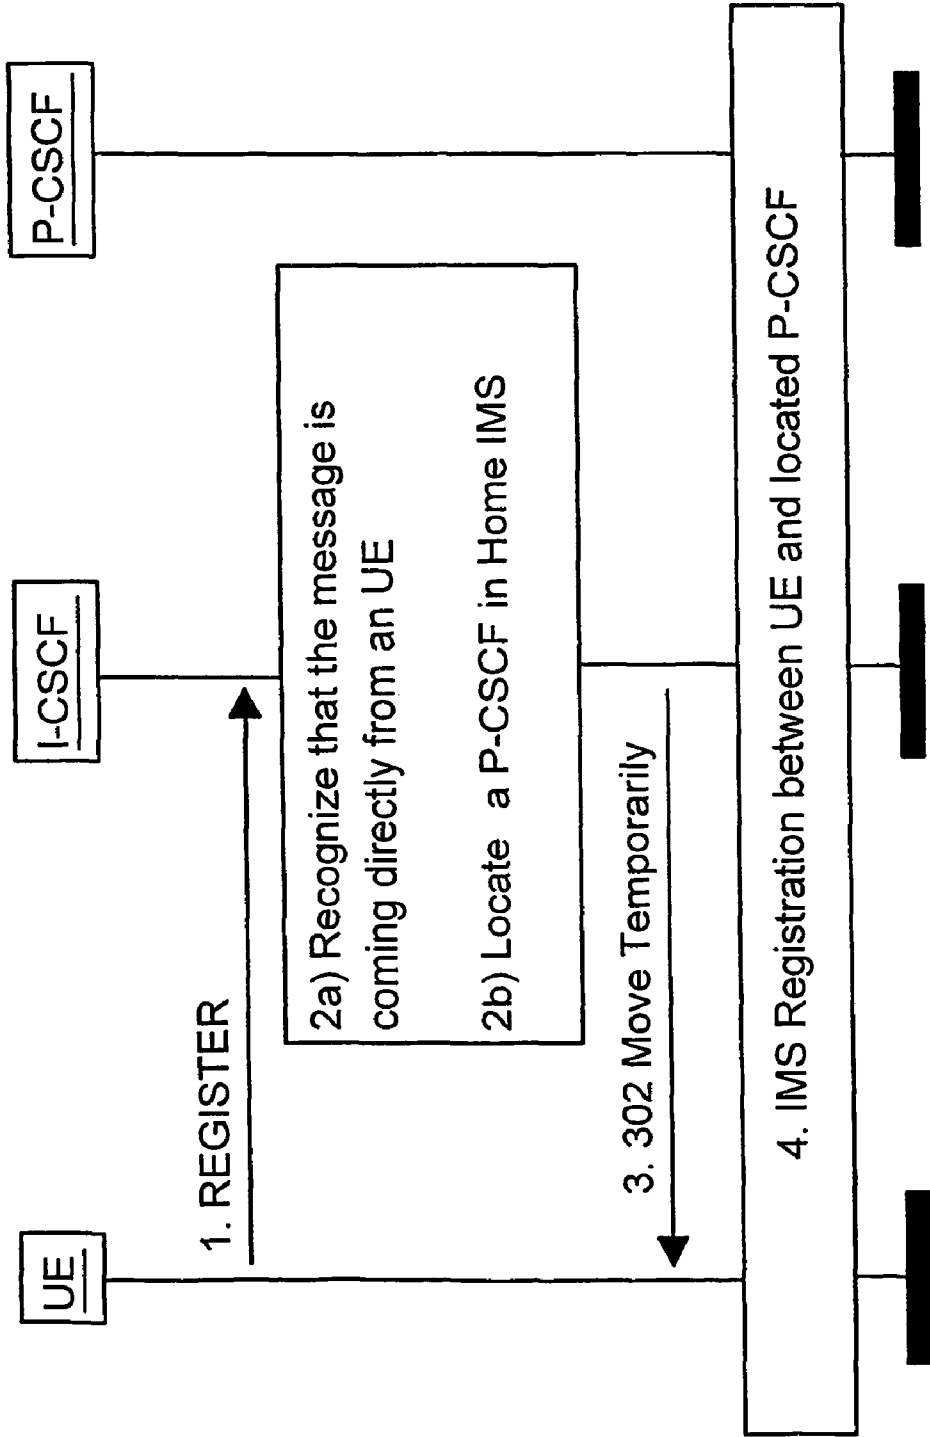 UE
I-CSCF
P-CSCF
1. REGISTER
2a) Recognize that the message is
coming directly from an UE
2b) Locate a P-CSCF in Home IMS
3. 302 Move Temporarily
4. IMS Registration between UE and located P-CSCF